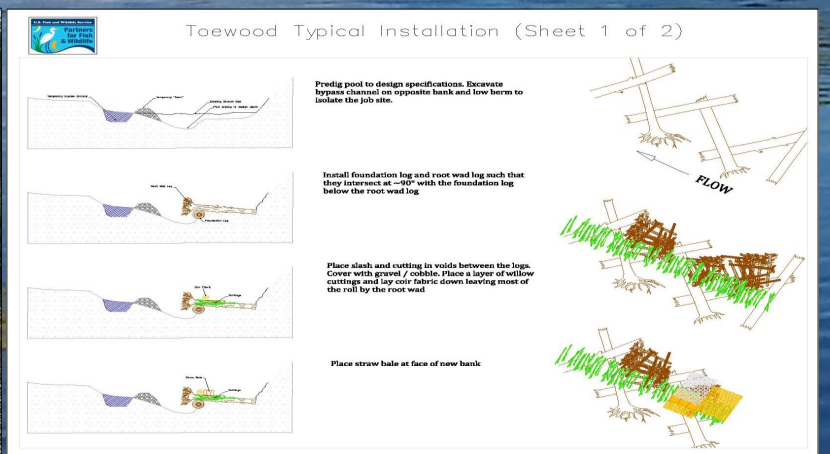 U.S. Fish and Wildlife Service
Partners
for Fish
& Wildlife
Toewood Typical Installation (Sheet 1 of 2)
Predig pool to design specifications. Excavate
bypass channel on opposite bank and low berm to
isolate the job site.
Install foundation log and root wad log such that
they intersect at ~90° with the foundation log
below the root wad log
Root Wad Log
Foundation Log
FLOW
Place slash and cutting in voids between the logs.
Cover with gravel / cobble. Place a layer of willow
cuttings and lay coir fabric down leaving most of
the roll by the root wad
Place straw bale at face of new bank